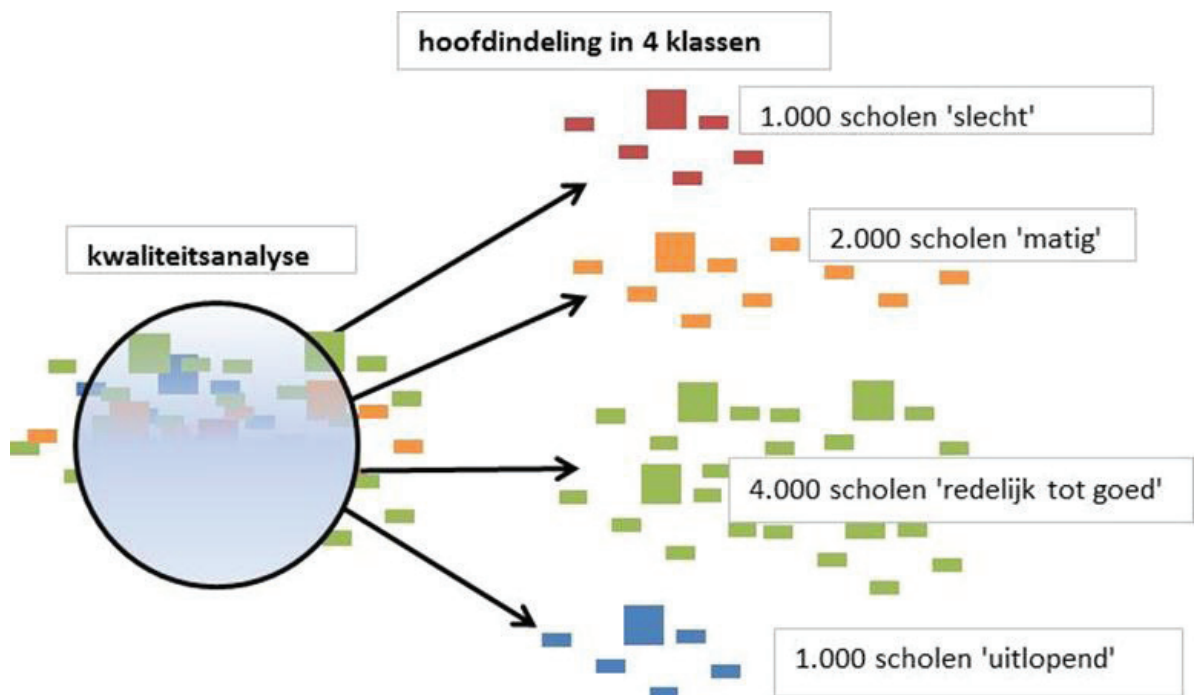 hoofdindeling in 4 klassen
1.000 scholen 'slecht'
2.000 scholen 'matig'
kwaliteitsanalyse
4.000 scholen 'redelijk tot goed'
1.000 scholen 'uitlopend'